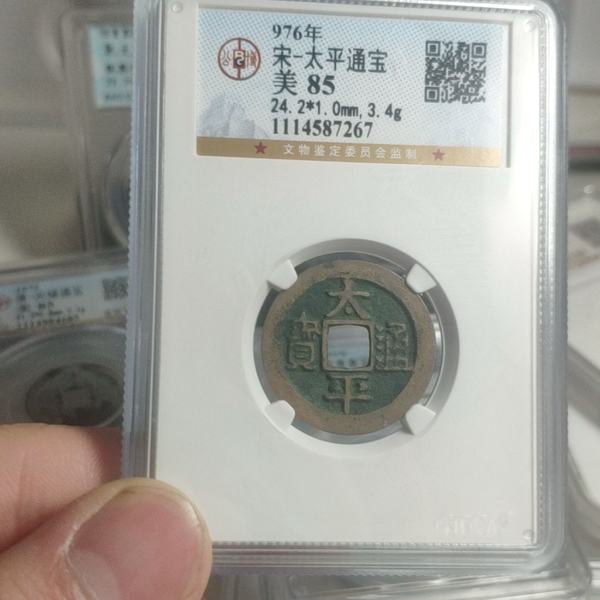 976年
宋-太平通宝
美 85
24.2*1.0mm,3.4g
1114587267
文物鉴定委员会监制
太
平
通
寳